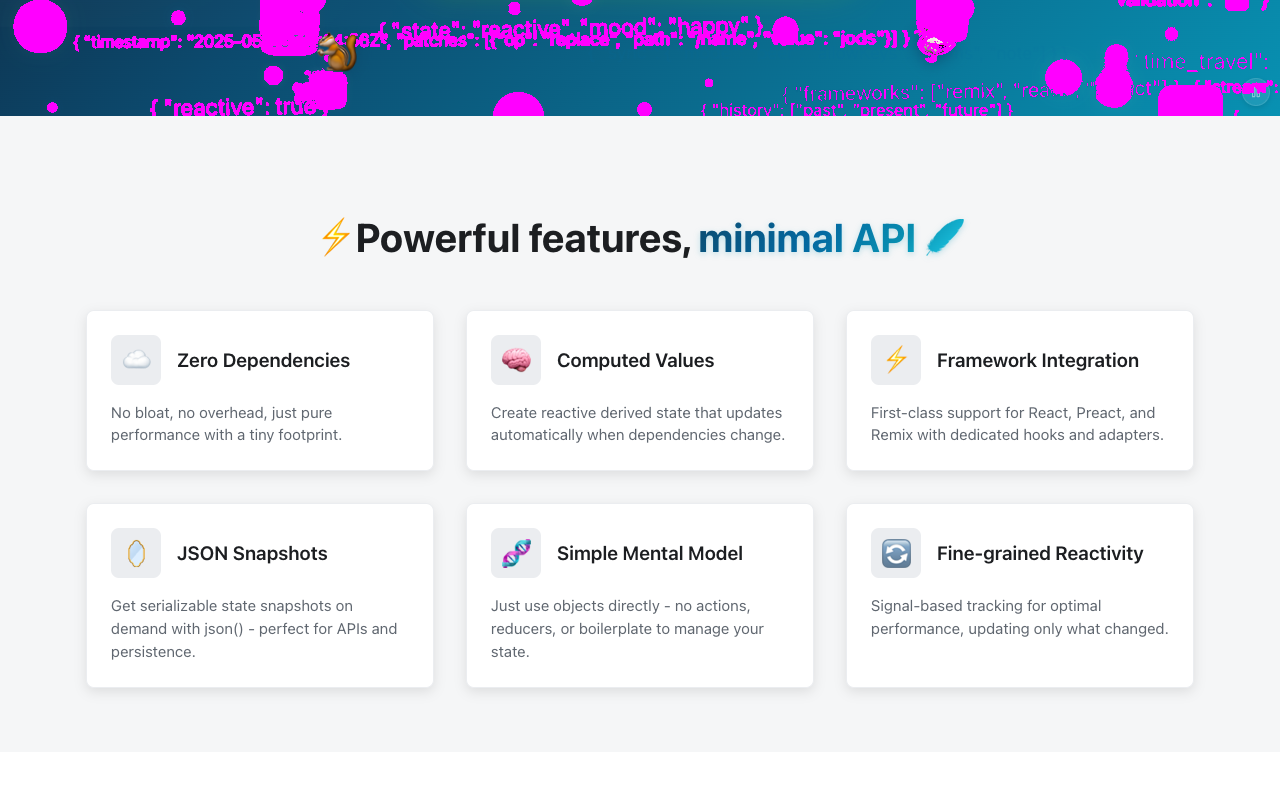 { "state": "reactive", "mood": "happy" }
{ "timestamp": "2025-05
"patches": [{"op": "replace", "path": "/name", "value": "jods"}] }
{ "frameworks": ["remix",
{ "reactive": true }
{ "history": ["past", "present", "future"] }
Powerful features, minimal API
Zero Dependencies
No bloat, no overhead, just pure
performance with a tiny footprint.
Computed Values
Create reactive derived state that updates
automatically when dependencies change.
Framework Integration
First-class support for React, Preact, and
Remix with dedicated hooks and adapters.
JSON Snapshots
Get serializable state snapshots on
demand with json() - perfect for APIs and
persistence.
Simple Mental Model
Just use objects directly - no actions,
reducers, or boilerplate to manage your
state.
Fine-grained Reactivity
Signal-based tracking for optimal
performance, updating only what changed.